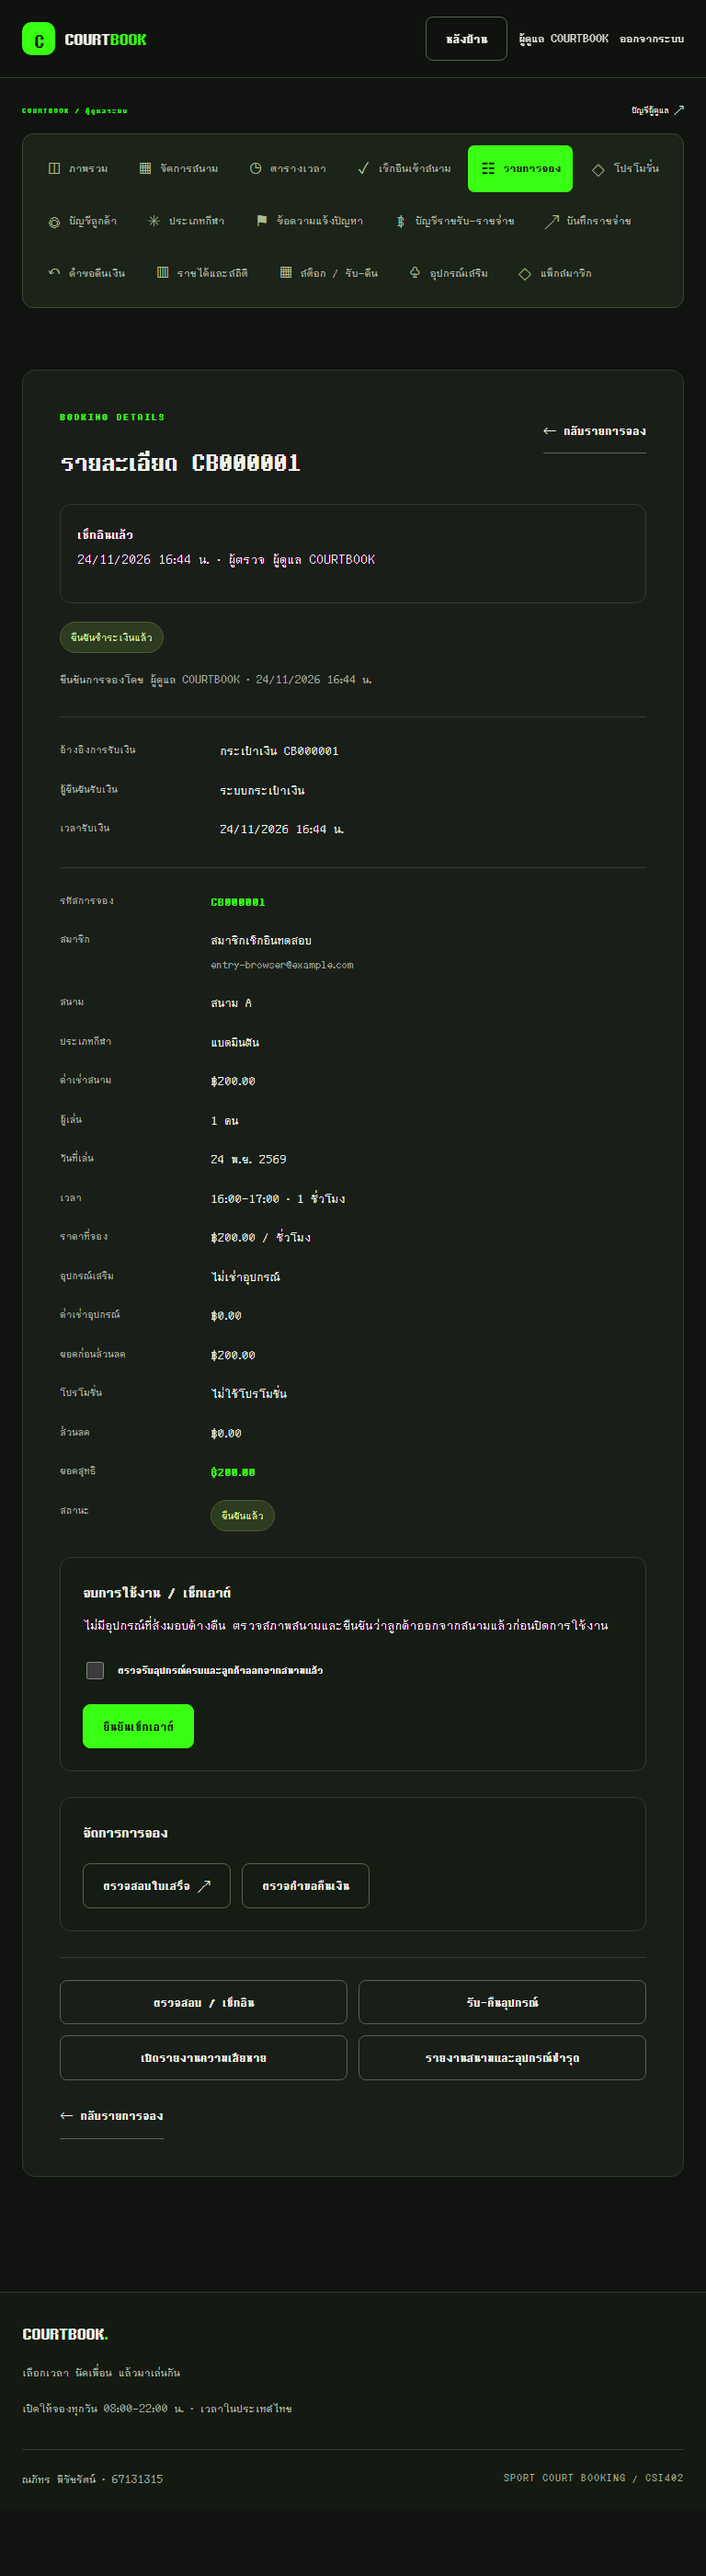 C COURTBOOK หลังบ้าน ผู้ดูแล COURTBOOK ออกจากระบบ
COURTBOOK / ผู้ดูแลระบบ บัญชีผู้ดูแล ↗
ภาพรวม จัดการสนาม ตารางเวลา ✓ เช็กอินเข้าสนาม รายการจอง ◇ โปรโมชั่น
บัญชีลูกค้า ประเภทกีฬา ข้อความแจ้งปัญหา ฿ บัญชีรายรับ-รายจ่าย ↗ บันทึกรายจ่าย
คำขอคืนเงิน รายได้และสถิติ สต็อก / รับ-คืน อุปกรณ์เสริม ◇ แพ็กสมาชิก
BOOKING DETAILS
← กลับรายการจอง
รายละเอียด CB000001
เช็กอินแล้ว
24/11/2026 16:44 น. · ผู้ตรวจ ผู้ดูแล COURTBOOK
ยืนยันชำระเงินแล้ว
ยืนยันการจองโดย ผู้ดูแล COURTBOOK · 24/11/2026 16:44 น.
อ้างอิงการรับเงิน กระเป๋าเงิน CB000001
ผู้ยืนยันรับเงิน ระบบกระเป๋าเงิน
เวลารับเงิน 24/11/2026 16:44 น.
รหัสการจอง CB000001
สมาชิก สมาชิกเช็กอินทดสอบ
entry-browser@example.com
สนาม สนาม A
ประเภทกีฬา แบดมินตัน
ค่าเช่าสนาม ฿200.00
ผู้เล่น 1 คน
วันที่เล่น 24 พ.ย. 2569
เวลา 16:00-17:00 · 1 ชั่วโมง
ราคาที่จอง ฿200.00 / ชั่วโมง
อุปกรณ์เสริม ไม่เช่าอุปกรณ์
ค่าเช่าอุปกรณ์ ฿0.00
ยอดก่อนส่วนลด ฿200.00
โปรโมชั่น ไม่ใช้โปรโมชั่น
ส่วนลด ฿0.00
ยอดสุทธิ ฿200.00
สถานะ ยืนยันแล้ว
จบการใช้งาน / เช็กเอาต์
ไม่มีอุปกรณ์ที่ส่งมอบค้างคืน ตรวจสภาพสนามและยืนยันว่าลูกค้าออกจากสนามแล้วก่อนปิดการใช้งาน
ตรวจรับอุปกรณ์ครบและลูกค้าออกจากสนามแล้ว
ยืนยันเช็กเอาต์
จัดการการจอง
ตรวจสอบใบเสร็จ ↗ ตรวจคำขอคืนเงิน
ตรวจสอบ / เช็กอิน รับ-คืนอุปกรณ์
เปิดรายงานความเสียหาย รายงานสนามและอุปกรณ์ชำรุด
← กลับรายการจอง
COURTBOOK.
เลือกเวลา นัดเพื่อน แล้วมาเล่นกัน
เปิดให้จองทุกวัน 08:00-22:00 น. · เวลาในประเทศไทย
ณภัทร พิริยรัตน์ · 67131315 SPORT COURT BOOKING / CSI402